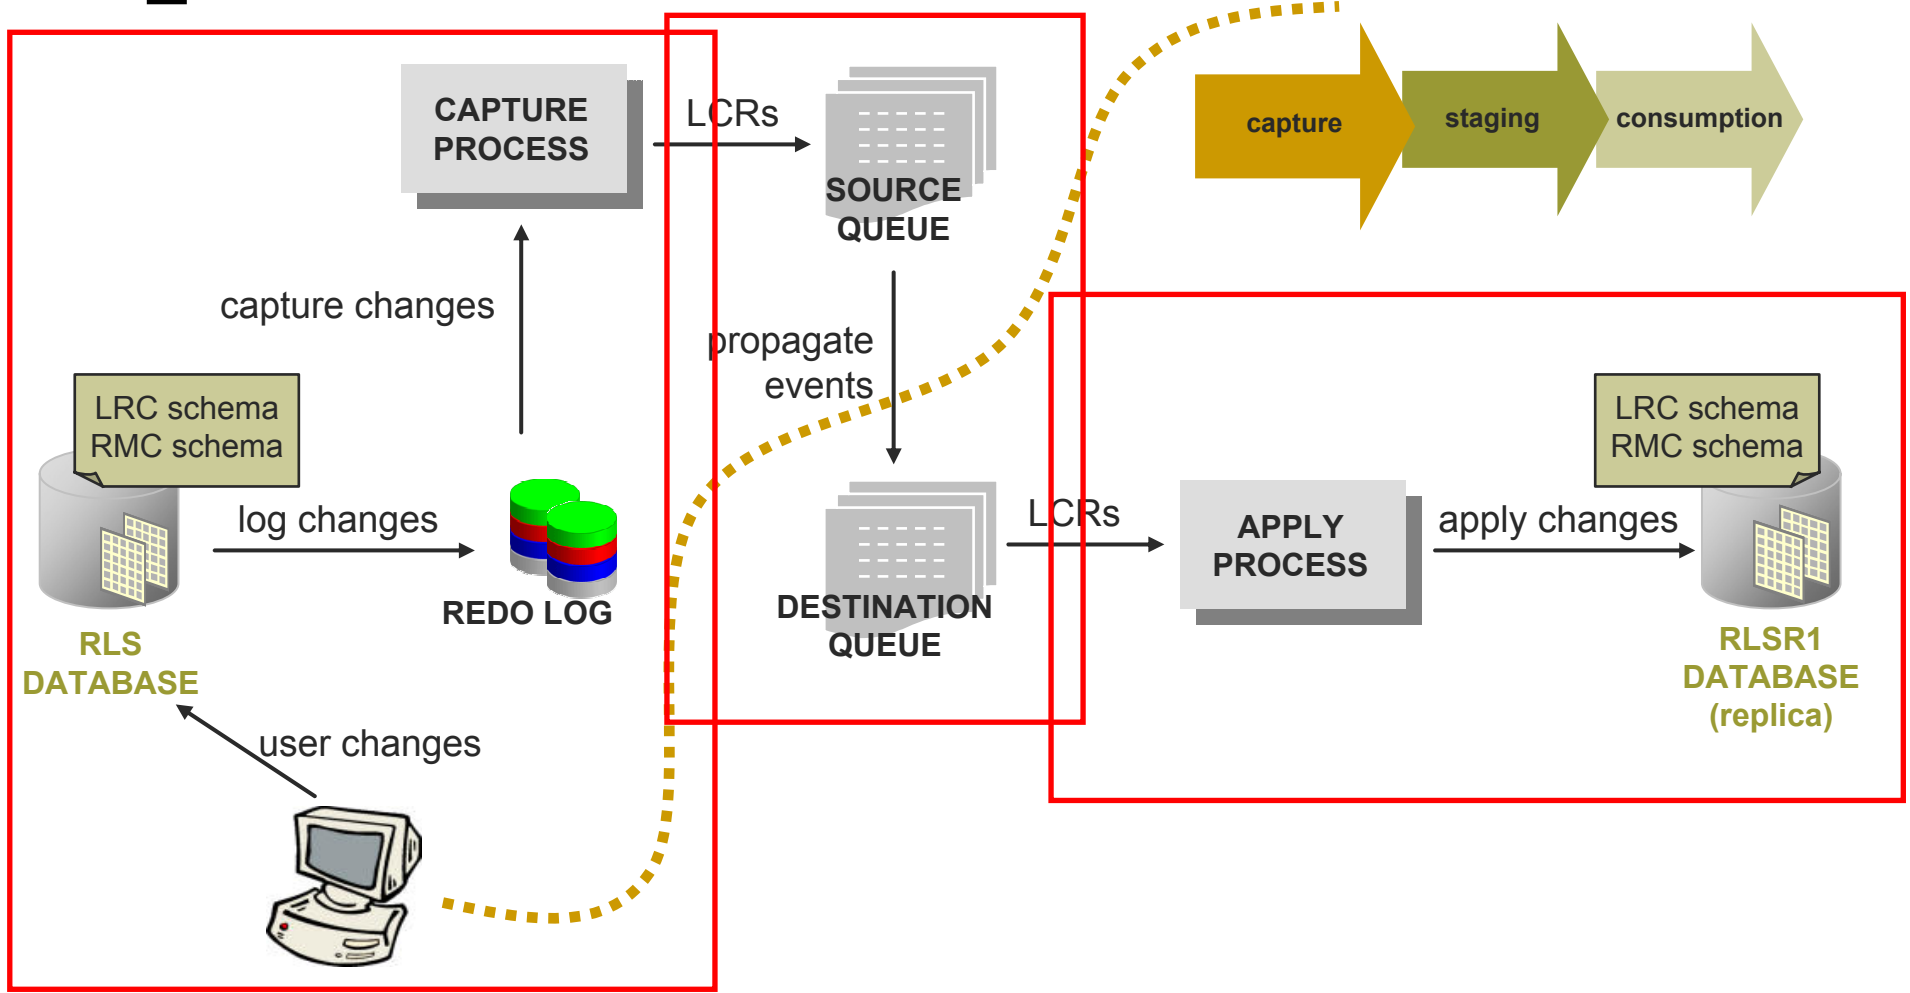 CAPTURE
PROCESS
LCRs
SOURCE
QUEUE
capture
staging
consumption
capture changes
propagate
events
LRC schema
RMC schema
LRC schema
RMC schema
log changes
REDO LOG
LCRs
APPLY
PROCESS
apply changes
DESTINATION
QUEUE
RLS
DATABASE
RLSR1
DATABASE
(replica)
user changes